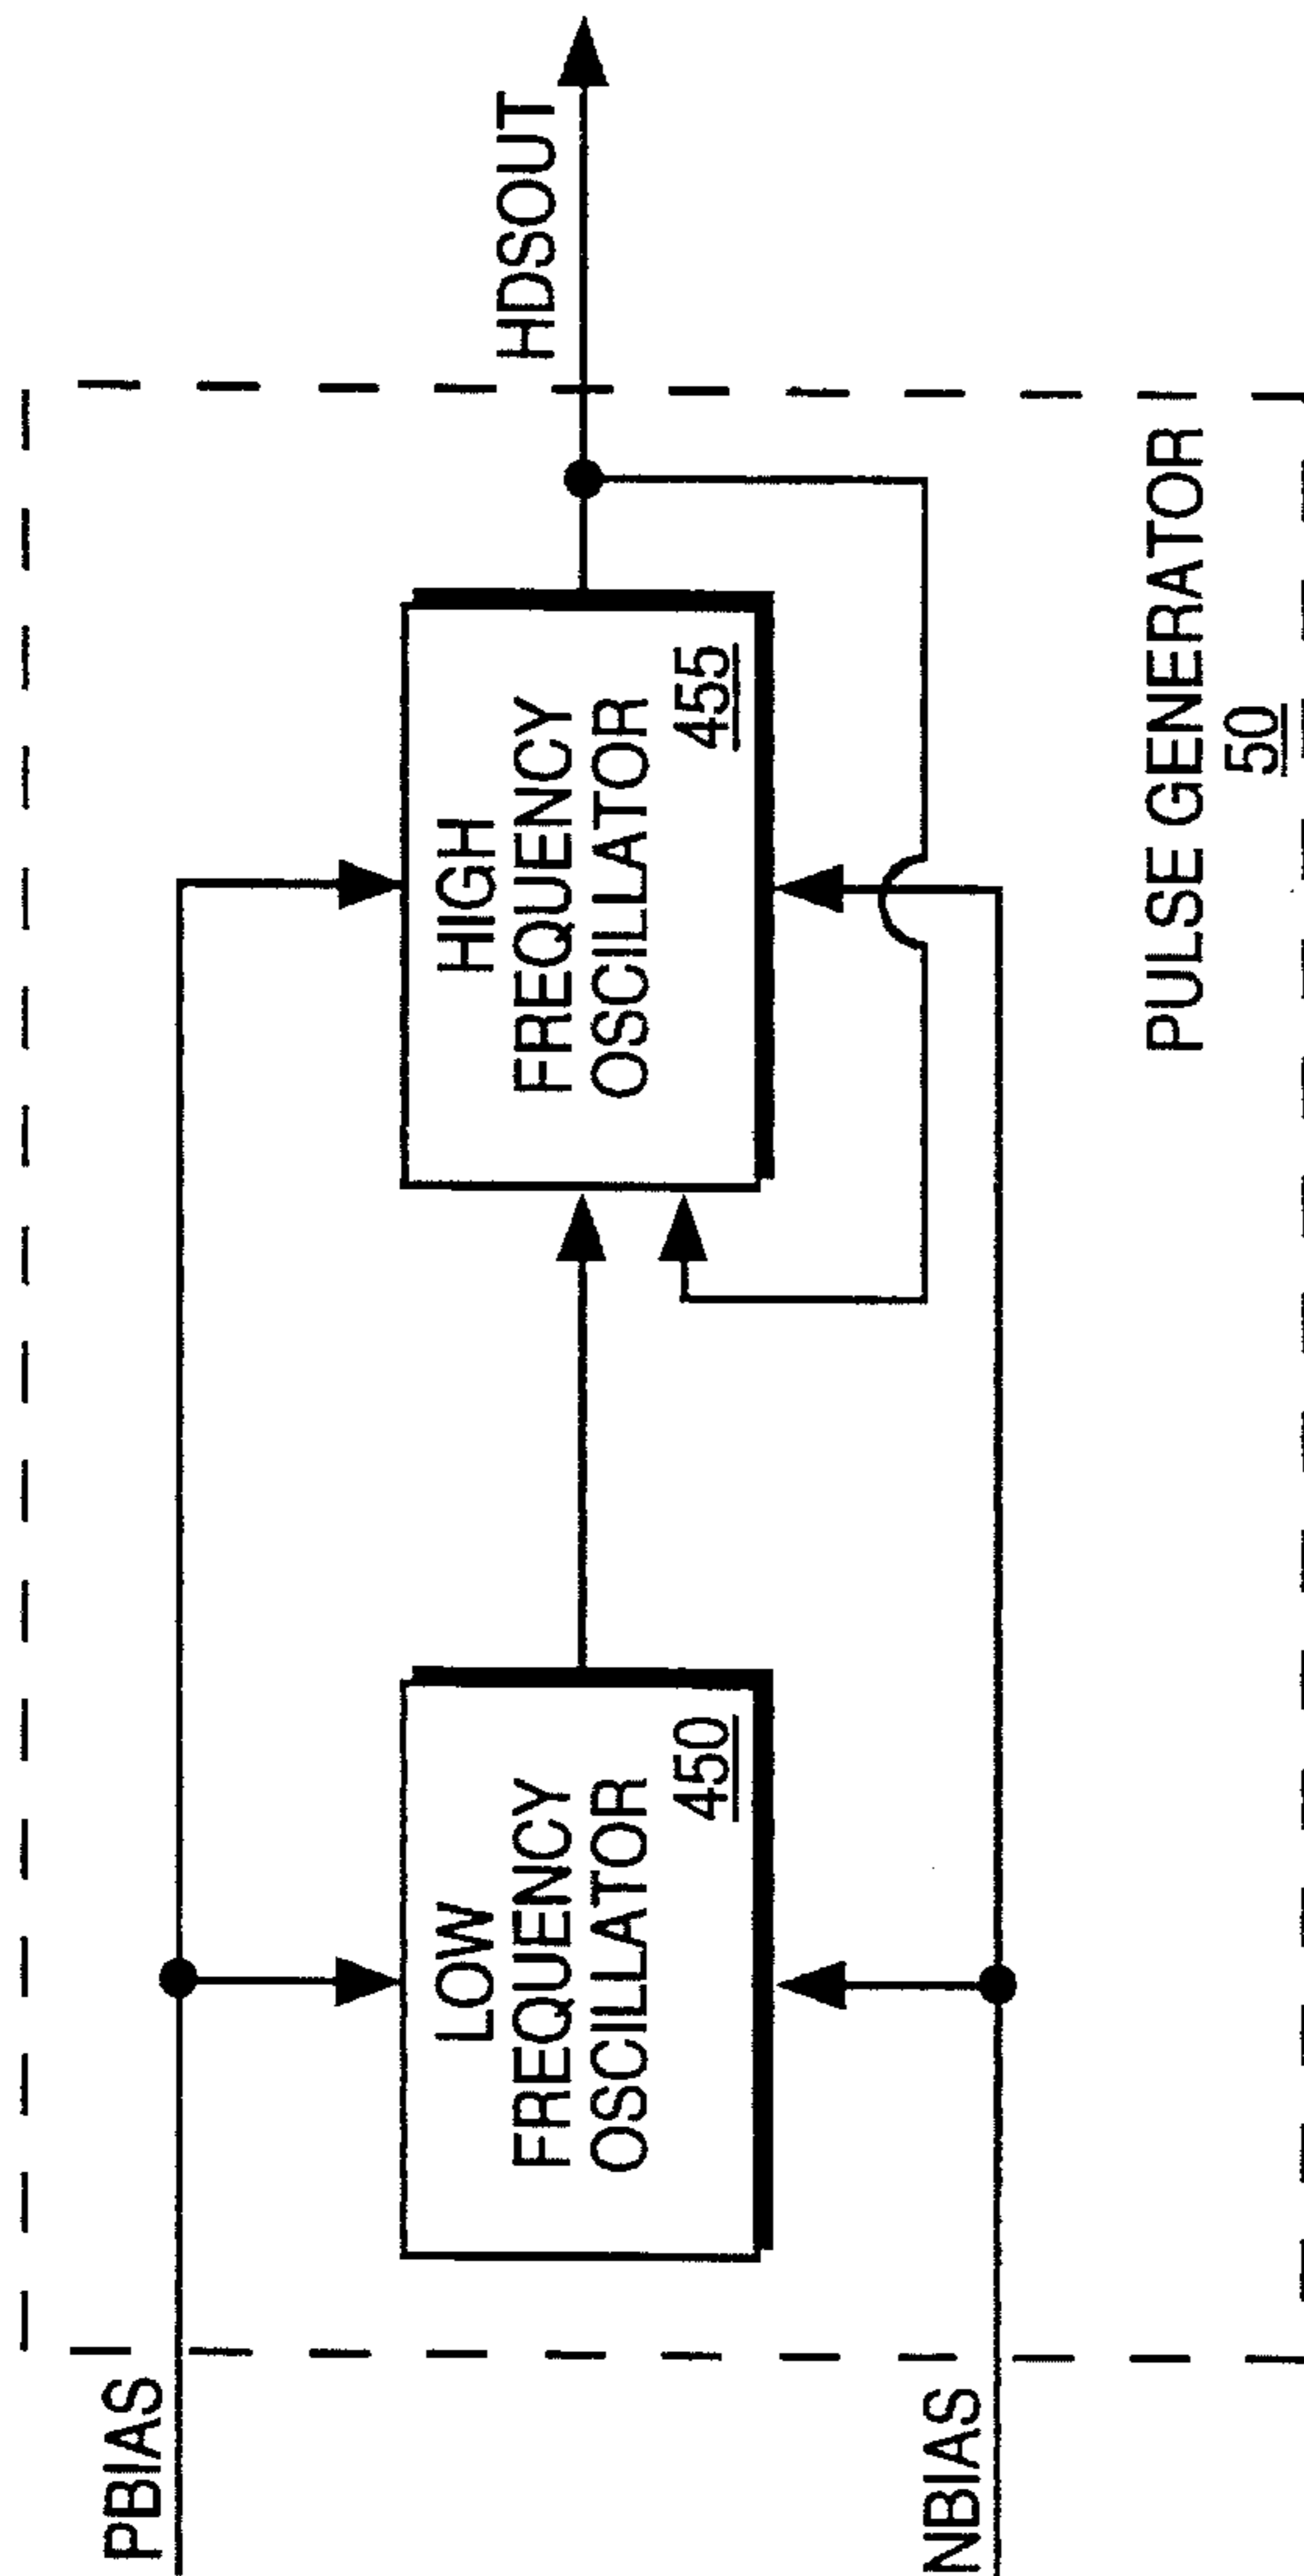 PBIAS
LOW
FREQUENCY
OSCILLATOR
450
HIGH
FREQUENCY
OSCILLATOR
455
HDSOUT
NBIAS
PULSE GENERATOR
50